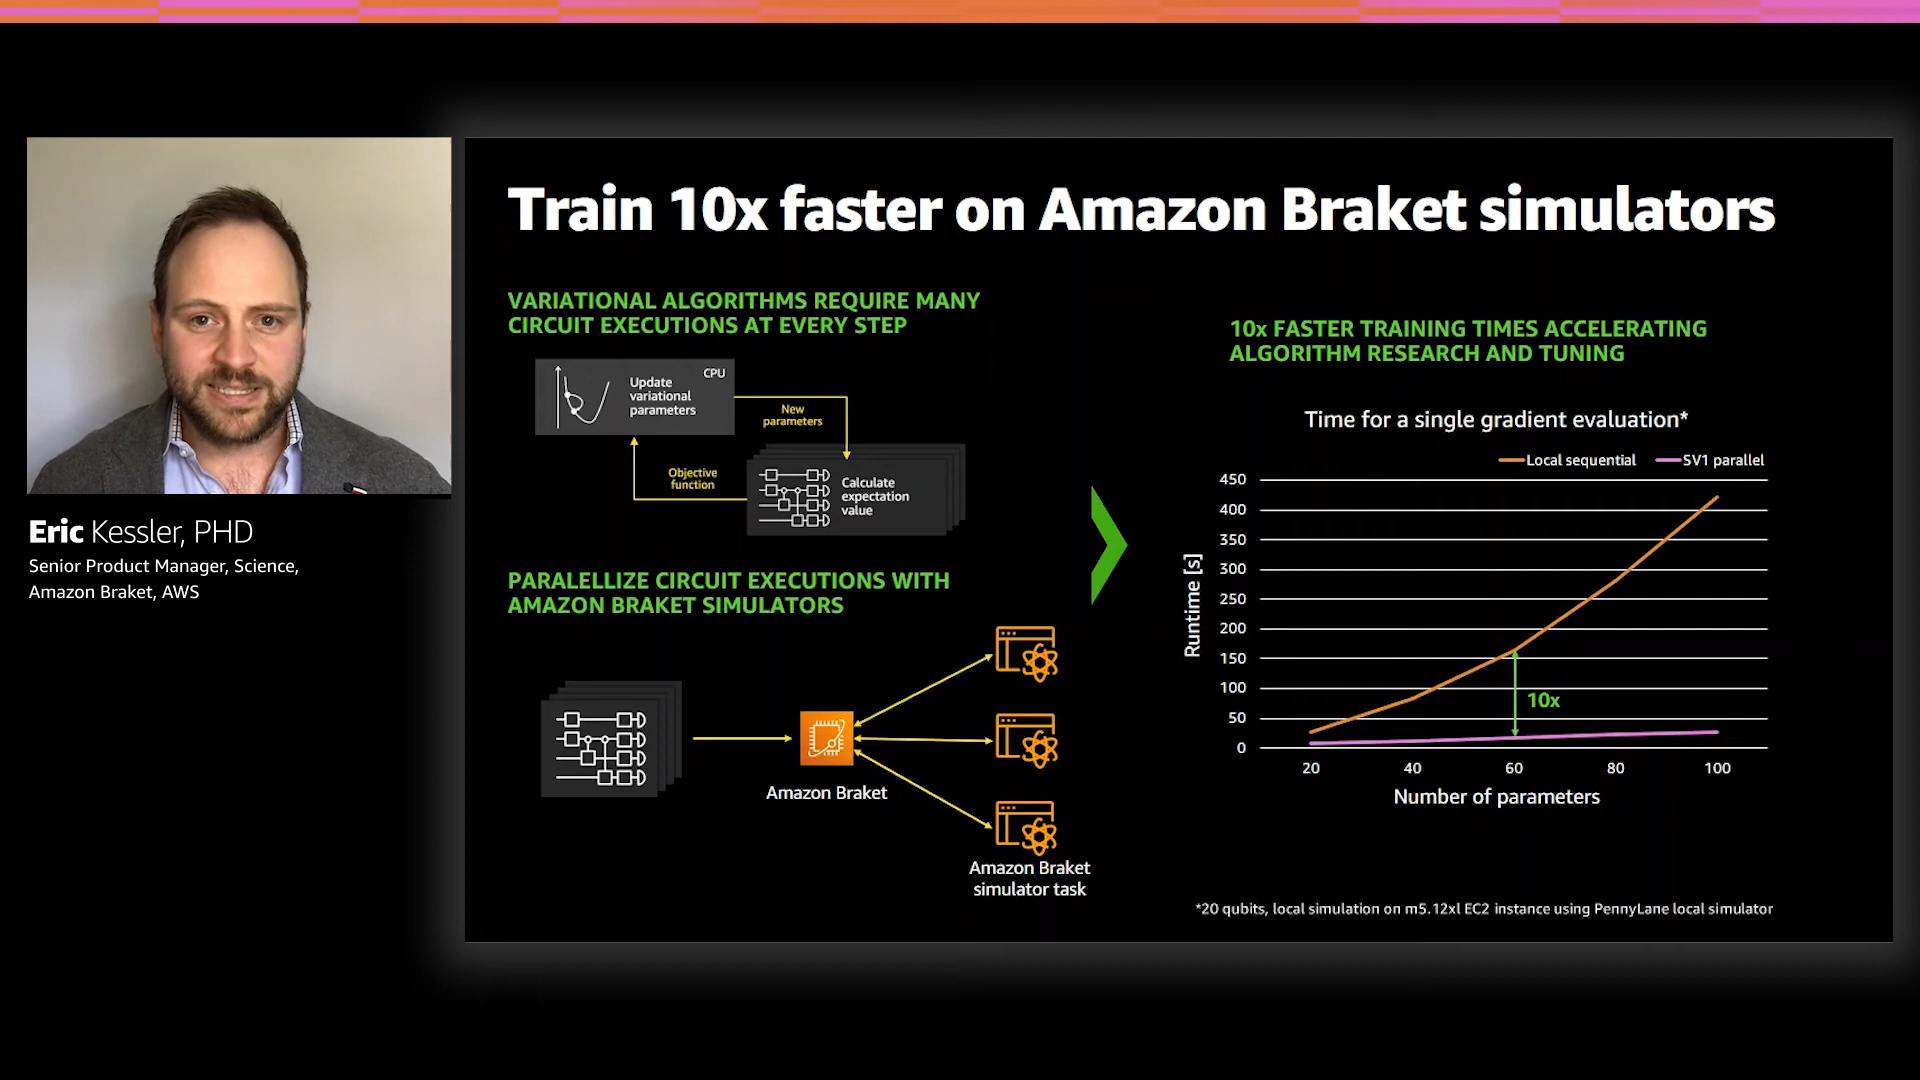 Train 10x faster on Amazon Braket simulators
VARIATIONAL ALGORITHMS REQUIRE MANY
CIRCUIT EXECUTIONS AT EVERY STEP
CPU
Update
variational
parameters
New
parameters
Objective
function
Calculate
expectation
value
PARALELLIZE CIRCUIT EXECUTIONS WITH
AMAZON BRAKET SIMULATORS
Amazon Braket
Amazon Braket
simulator task
10x FASTER TRAINING TIMES ACCELERATING
ALGORITHM RESEARCH AND TUNING
Time for a single gradient evaluation*
Local sequential
SV1 parallel
Runtime [s]
450
400
350
300
250
200
150
100
50
0
10x
20 40 60 80 100
Number of parameters
*20 qubits, local simulation on m5.12xl EC2 instance using PennyLane local simulator
Eric Kessler, PHD
Senior Product Manager, Science,
Amazon Braket, AWS